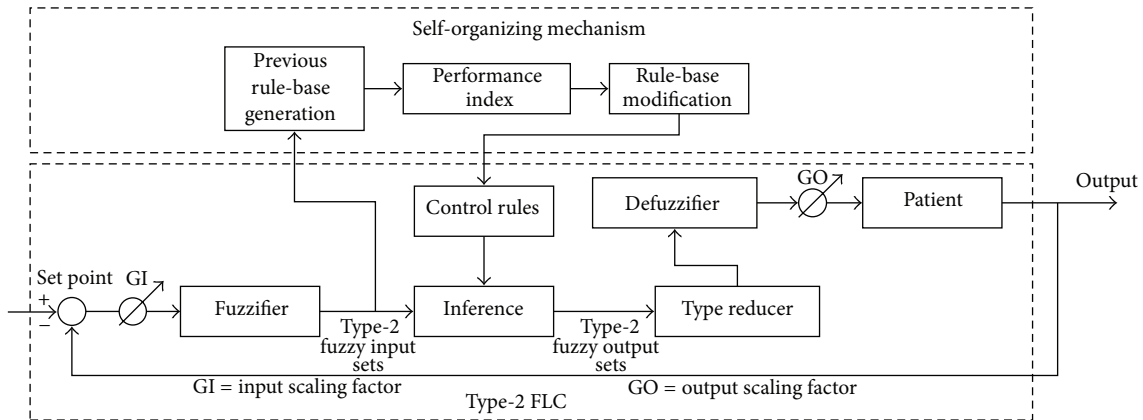 Self-organizing mechanism
Previous
rule-base
generation
Performance
index
Rule-base
modification
Control rules
Defuzzifier
GO
Patient
Output
Set point
GI
+
−
Fuzzifier
Inference
Type reducer
Type-2
fuzzy input
sets
Type-2
fuzzy output
sets
GI = input scaling factor
GO = output scaling factor
Type-2 FLC